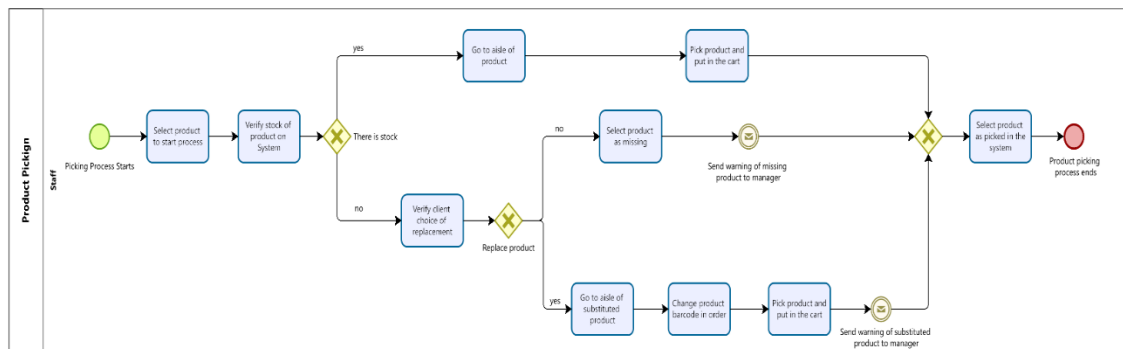 Product Pickign
Staff
Picking Process Starts
Select product
to start process
Verify stock of
product on
System
There is stock
yes
Go to aisle of
product
Pick product and
put in the cart
no
Verify client
choice of
replacement
Replace product
no
Select product
as missing
Send warning of missing
product to manager
yes
Go to aisle of
substituted
product
Change product
barcode in order
Pick product and
put in the cart
Send warning of substituted
product to manager
Select product
as picked in the
system
Product picking
process ends